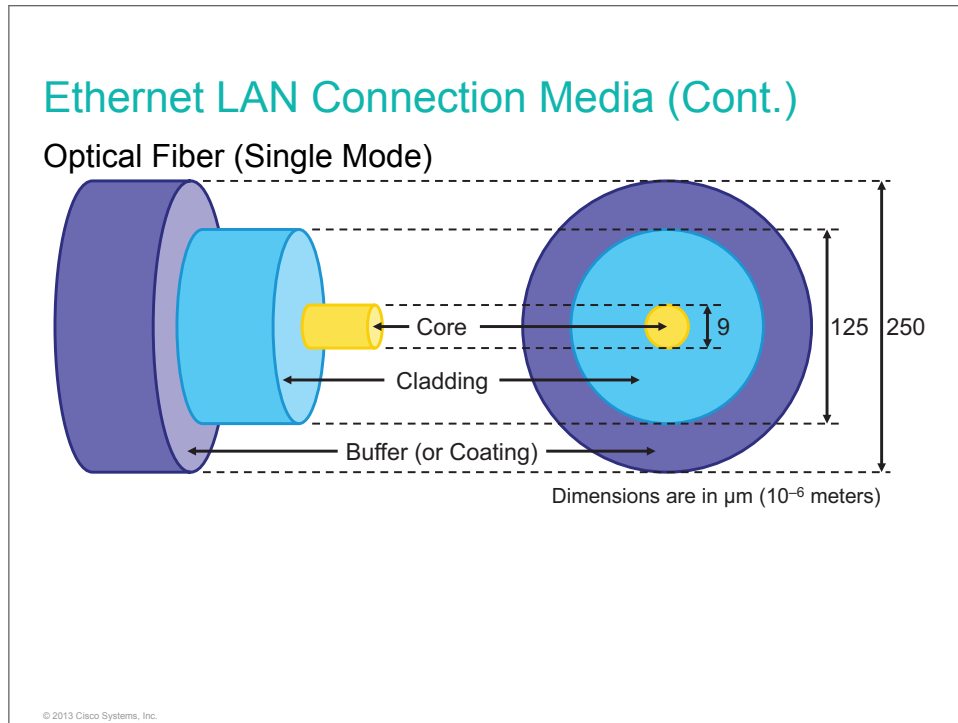 Ethernet LAN Connection Media (Cont.)
Optical Fiber (Single Mode)
Core
9
125
250
Cladding
Buffer (or Coating)
Dimensions are in µm (10⁻⁶ meters)
© 2013 Cisco Systems, Inc.